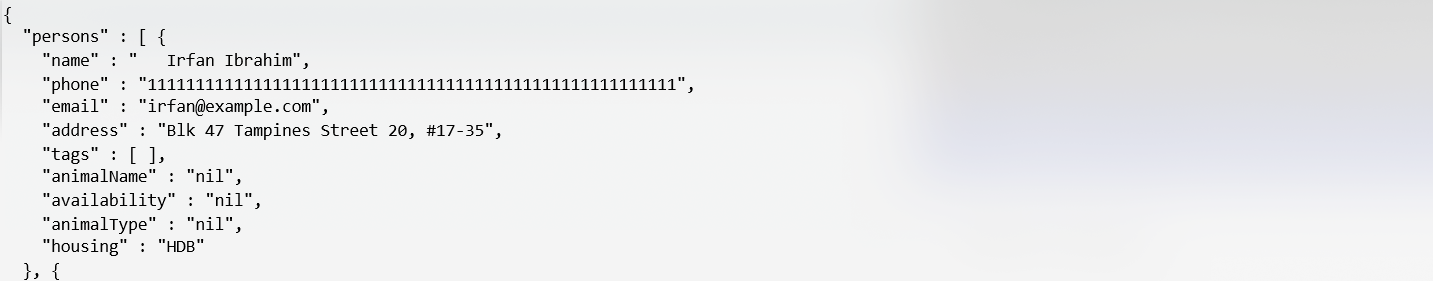 {
  "persons" : [ {
    "name" : "   Irfan Ibrahim",
    "phone" : "1111111111111111111111111111111111111111111111111111111",
    "email" : "irfan@example.com",
    "address" : "Blk 47 Tampines Street 20, #17-35",
    "tags" : [ ],
    "animalName" : "nil",
    "availability" : "nil",
    "animalType" : "nil",
    "housing" : "HDB"
  }, {